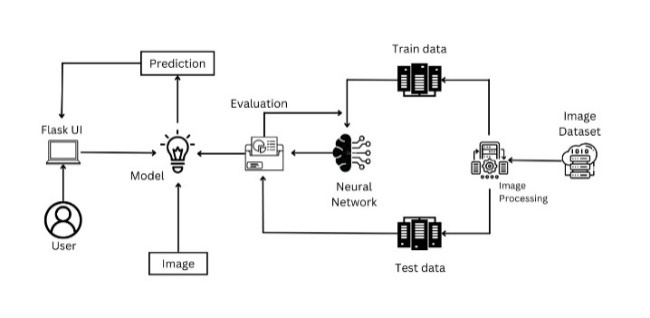 Train data
Prediction
Evaluation
Image
Dataset
Flask UI
Model
Neural
Network
Image
Processing
User
Image
Test data